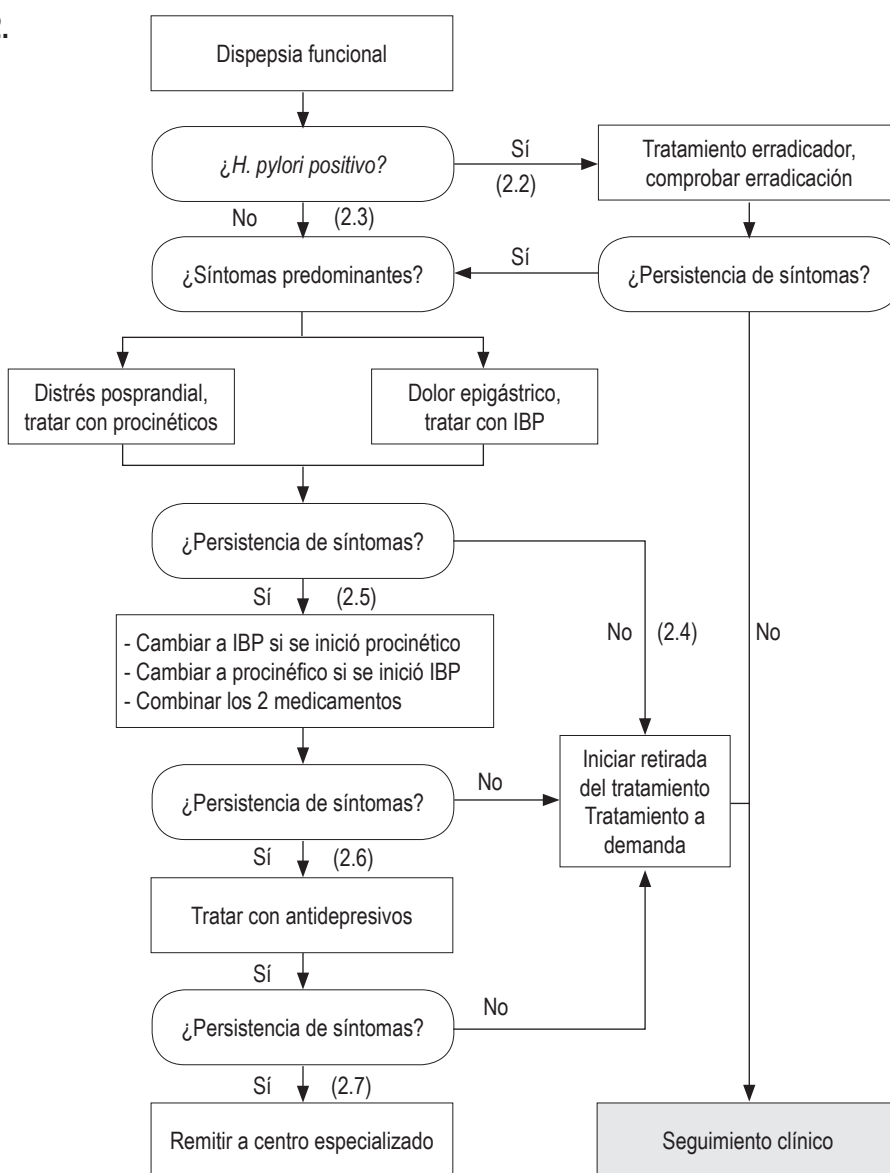 2.
Dispepsia funcional
¿H. pylori positivo?
Sí
(2.2)
Tratamiento erradicador,
comprobar erradicación
No (2.3)
¿Síntomas predominantes?
Sí
¿Persistencia de síntomas?
Distrés posprandial,
tratar con procinéticos
Dolor epigástrico,
tratar con IBP
¿Persistencia de síntomas?
Sí (2.5)
No (2.4)
No
- Cambiar a IBP si se inició procinético
- Cambiar a procinéfico si se inició IBP
- Combinar los 2 medicamentos
¿Persistencia de síntomas?
No
Iniciar retirada
del tratamiento
Tratamiento a
demanda
Sí (2.6)
Tratar con antidepresivos
Sí
¿Persistencia de síntomas?
No
Sí (2.7)
Remitir a centro especializado
Seguimiento clínico